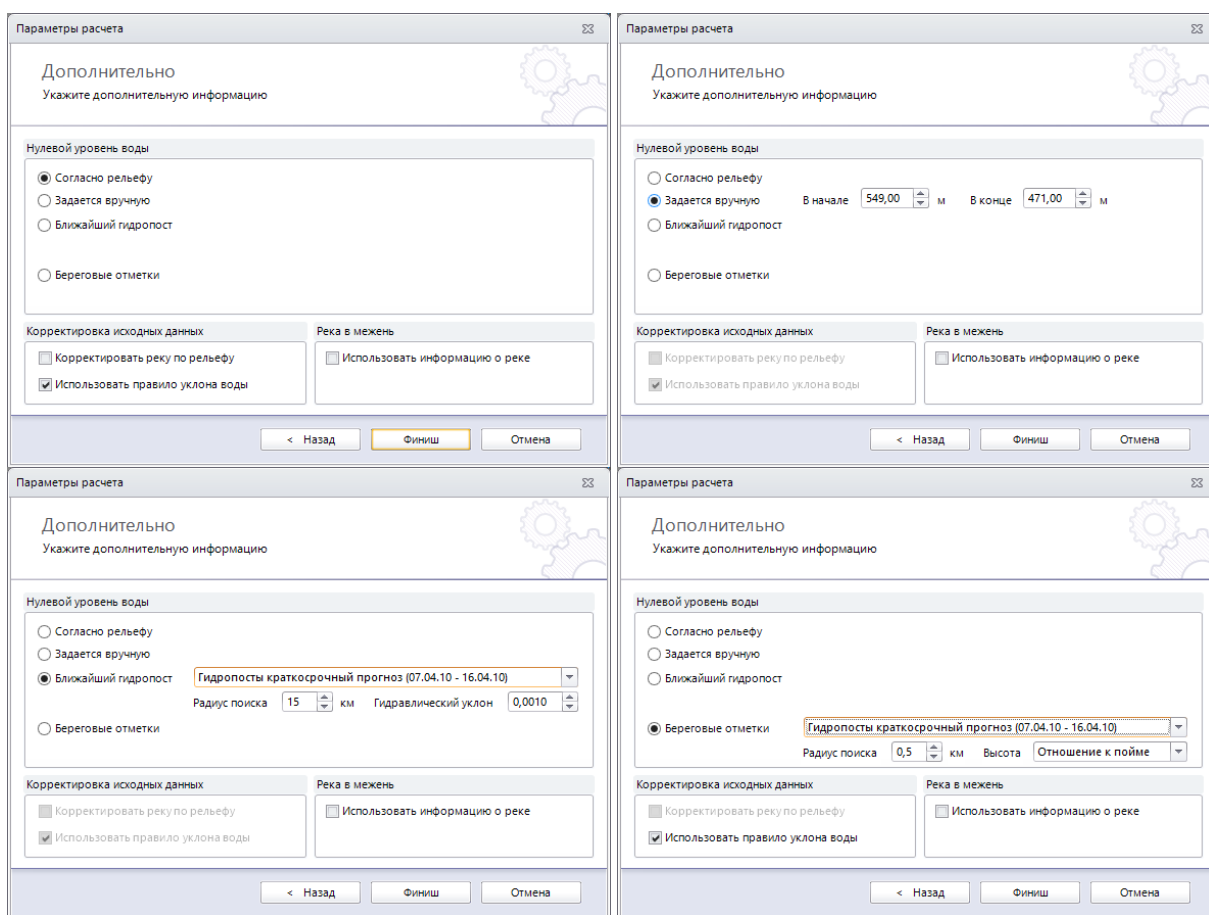 Параметры расчета
Дополнительно
Укажите дополнительную информацию
Нулевой уровень воды
Согласно рельефу
Задается вручную
Ближайший гидропост
Береговые отметки
Корректировка исходных данных
Река в межень
Корректировать реку по рельефу
Использовать информацию о реке
Использовать правило уклона воды
< Назад
Финиш
Отмена
Параметры расчета
Дополнительно
Укажите дополнительную информацию
Нулевой уровень воды
Согласно рельефу
Задается вручную В начале 549,00 м В конце 471,00 м
Ближайший гидропост
Береговые отметки
Корректировка исходных данных
Река в межень
Корректировать реку по рельефу
Использовать информацию о реке
Использовать правило уклона воды
< Назад
Финиш
Отмена
Параметры расчета
Дополнительно
Укажите дополнительную информацию
Нулевой уровень воды
Согласно рельефу
Задается вручную
Ближайший гидропост Гидропосты краткосрочный прогноз (07.04.10 - 16.04.10)
Радиус поиска 15 км Гидравлический уклон 0,0010
Береговые отметки
Корректировка исходных данных
Река в межень
Корректировать реку по рельефу
Использовать информацию о реке
Использовать правило уклона воды
< Назад
Финиш
Отмена
Параметры расчета
Дополнительно
Укажите дополнительную информацию
Нулевой уровень воды
Согласно рельефу
Задается вручную
Ближайший гидропост
Береговые отметки Гидропосты краткосрочный прогноз (07.04.10 - 16.04.10)
Радиус поиска 0,5 км Высота Отношение к пойме
Корректировка исходных данных
Река в межень
Корректировать реку по рельефу
Использовать информацию о реке
Использовать правило уклона воды
< Назад
Финиш
Отмена